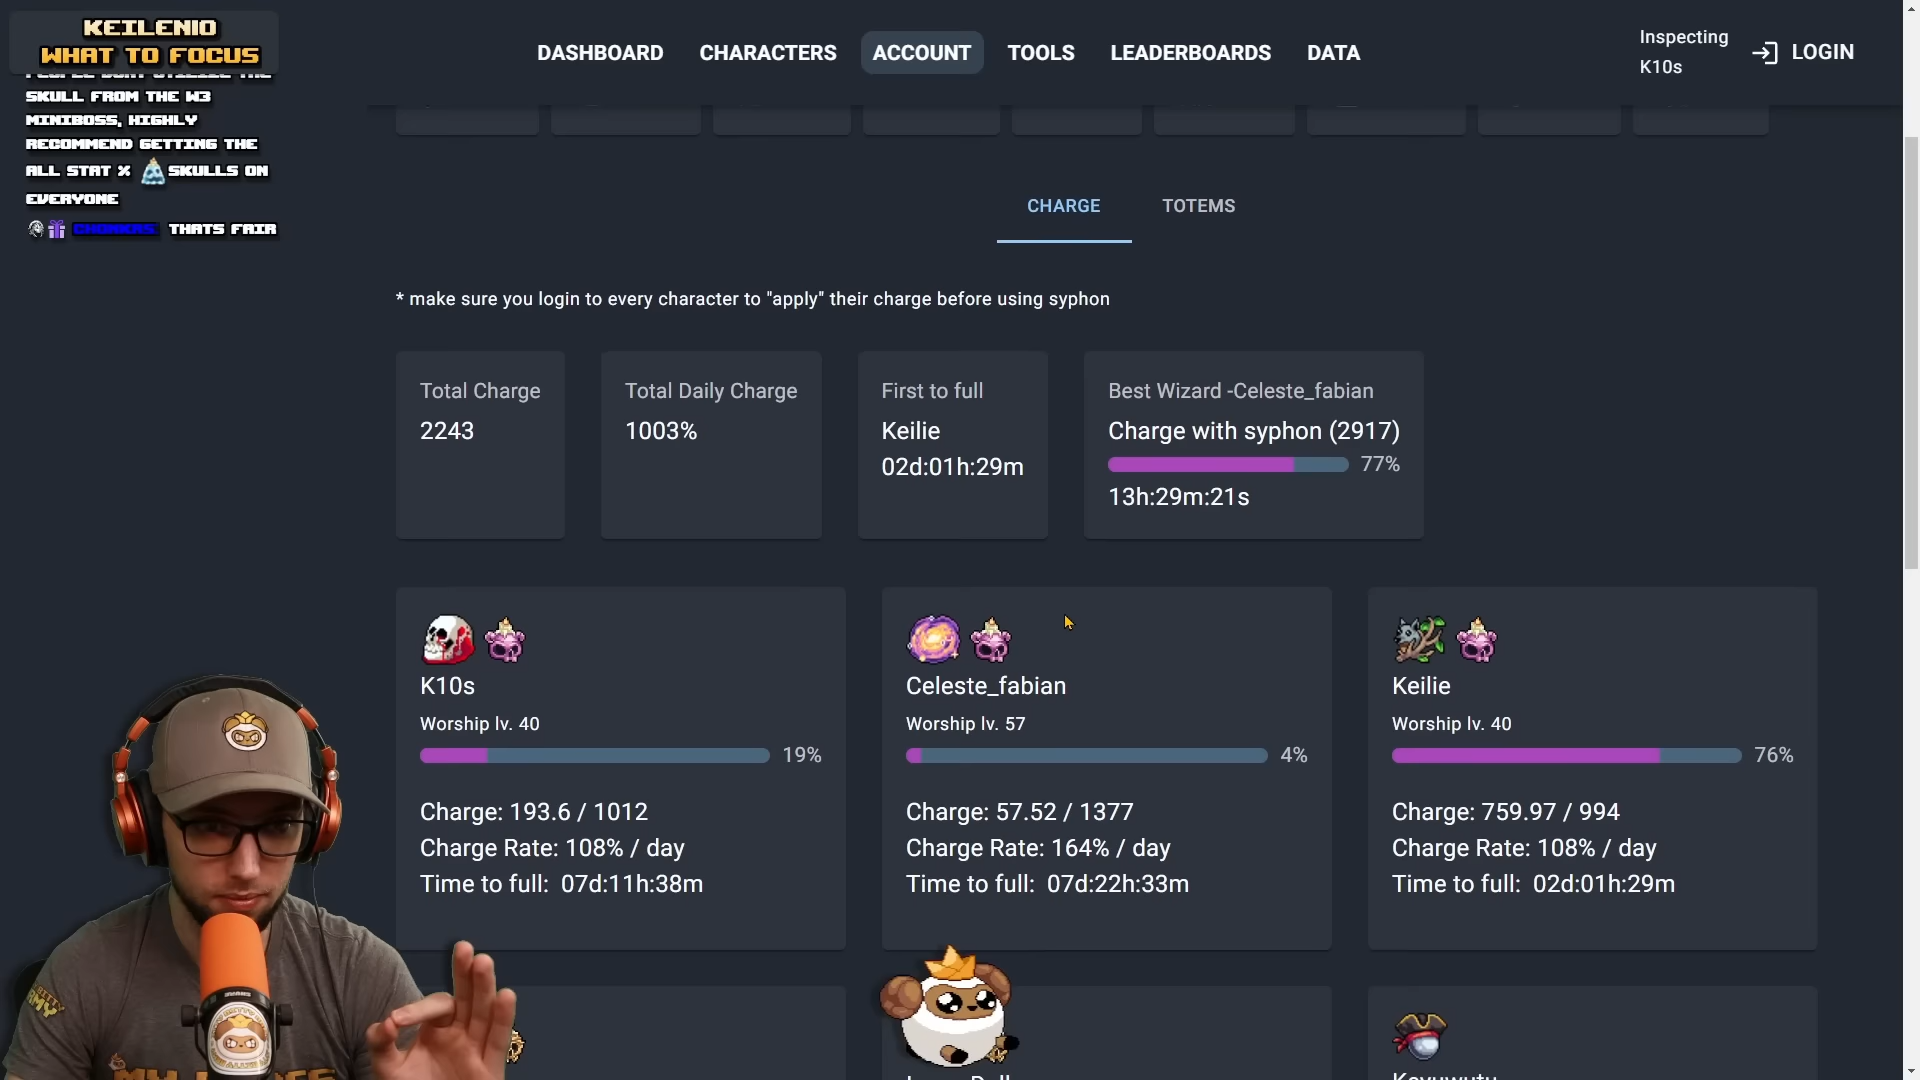 KEILENIO
WHAT TO FOCUS
SKULL FROM THE W3
MINIBOSS, HIGHLY
RECOMMEND GETTING THE
ALL STAT % SKULLS ON
EVERYONE
CHONKAS: THATS FAIR
DASHBOARD
CHARACTERS
ACCOUNT
TOOLS
LEADERBOARDS
DATA
Inspecting
K10s
LOGIN
CHARGE
TOTEMS
* make sure you login to every character to "apply" their charge before using syphon
Total Charge
2243
Total Daily Charge
1003%
First to full
Keilie
02d:01h:29m
Best Wizard -Celeste_fabian
Charge with syphon (2917)
77%
13h:29m:21s
K10s
Worship lv. 40
19%
Charge: 193.6 / 1012
Charge Rate: 108% / day
Time to full: 07d:11h:38m
Celeste_fabian
Worship lv. 57
4%
Charge: 57.52 / 1377
Charge Rate: 164% / day
Time to full: 07d:22h:33m
Keilie
Worship lv. 40
76%
Charge: 759.97 / 994
Charge Rate: 108% / day
Time to full: 02d:01h:29m